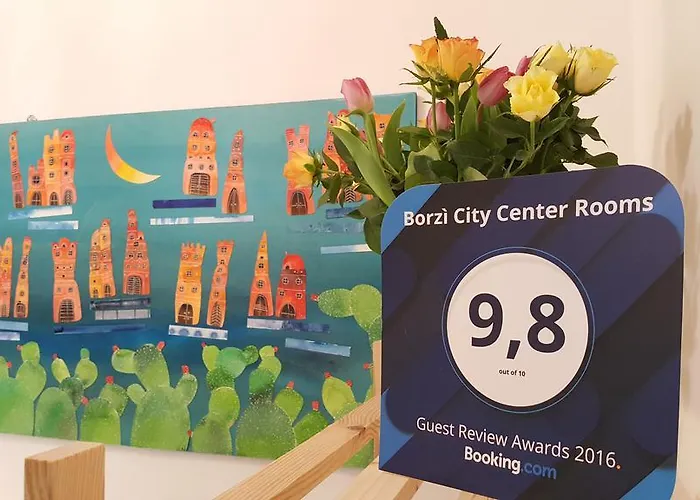 Borzì City Center Rooms
9,8
out of 10
Guest Review Awards 2016.
Booking.com